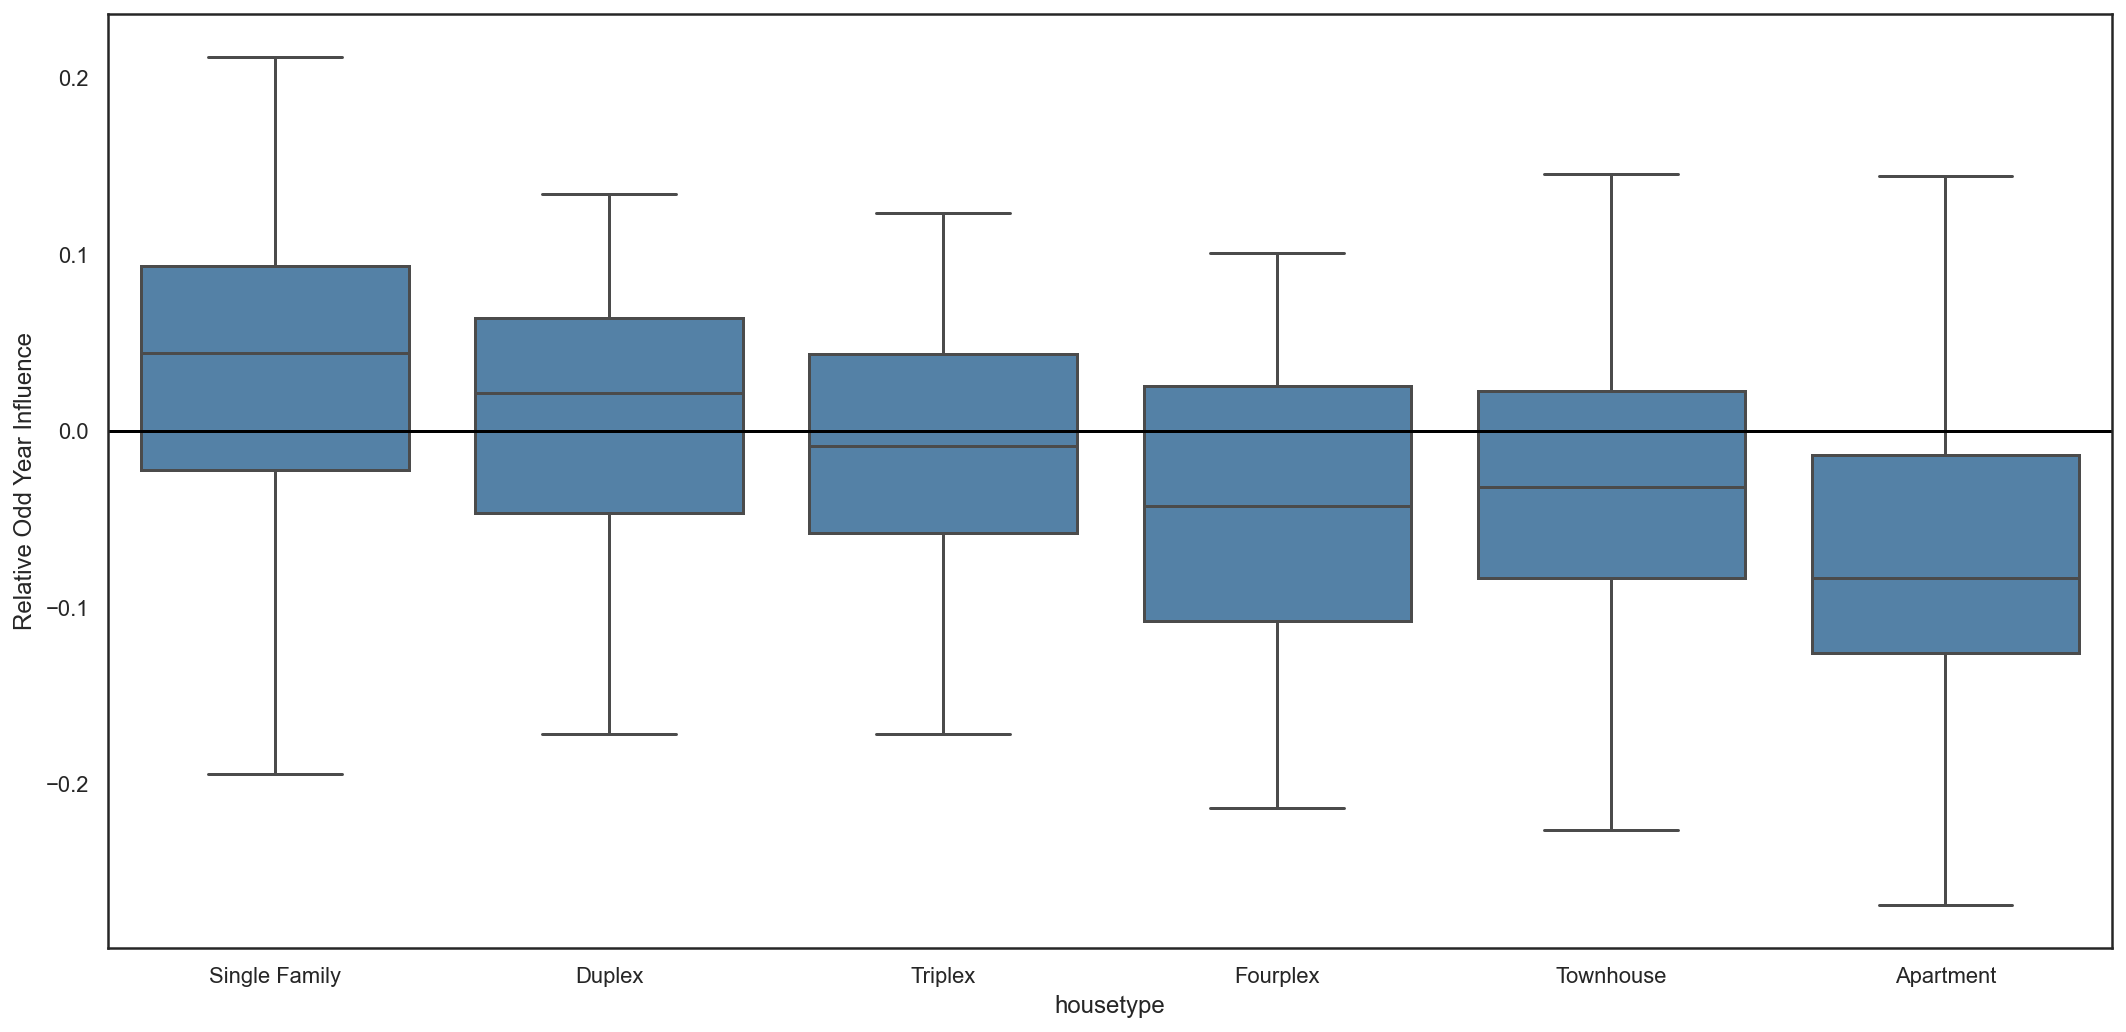 0.2
0.1
0.0
−0.1
−0.2
Relative Odd Year Influence
Single Family
Duplex
Triplex
Fourplex
Townhouse
Apartment
housetype